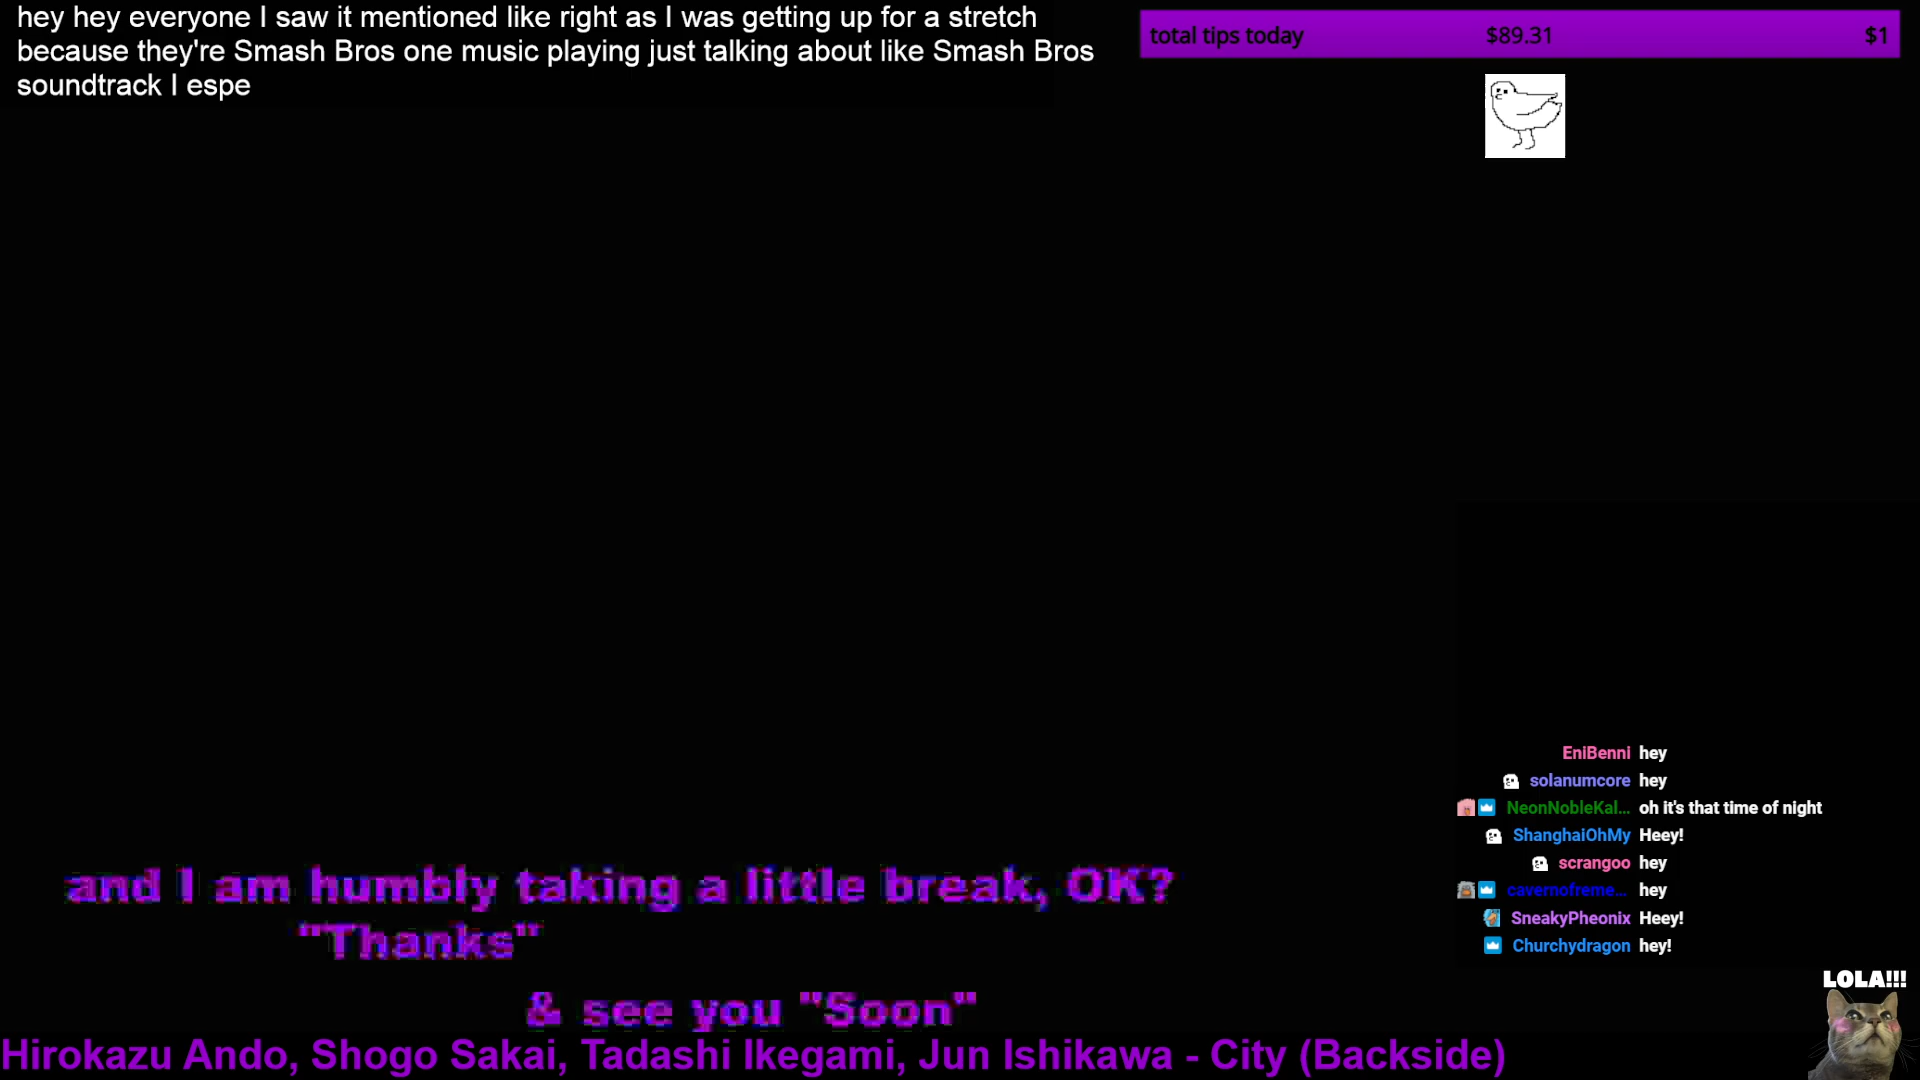 hey hey everyone I saw it mentioned like right as I was getting up for a stretch
because they're Smash Bros one music playing just talking about like Smash Bros
soundtrack I espe
total tips today $89.31 $1
EniBenni hey
solanumcore hey
NeonNobleKal... oh it's that time of night
ShanghaiOhMy Heey!
scrangoo hey
cavernofreme... hey
SneakyPheonix Heey!
Churchydragon hey!
and I am humbly taking a little break, OK?
"Thanks"
& see you "Soon"
LOLA!!!
Hirokazu Ando, Shogo Sakai, Tadashi Ikegami, Jun Ishikawa - City (Backside)